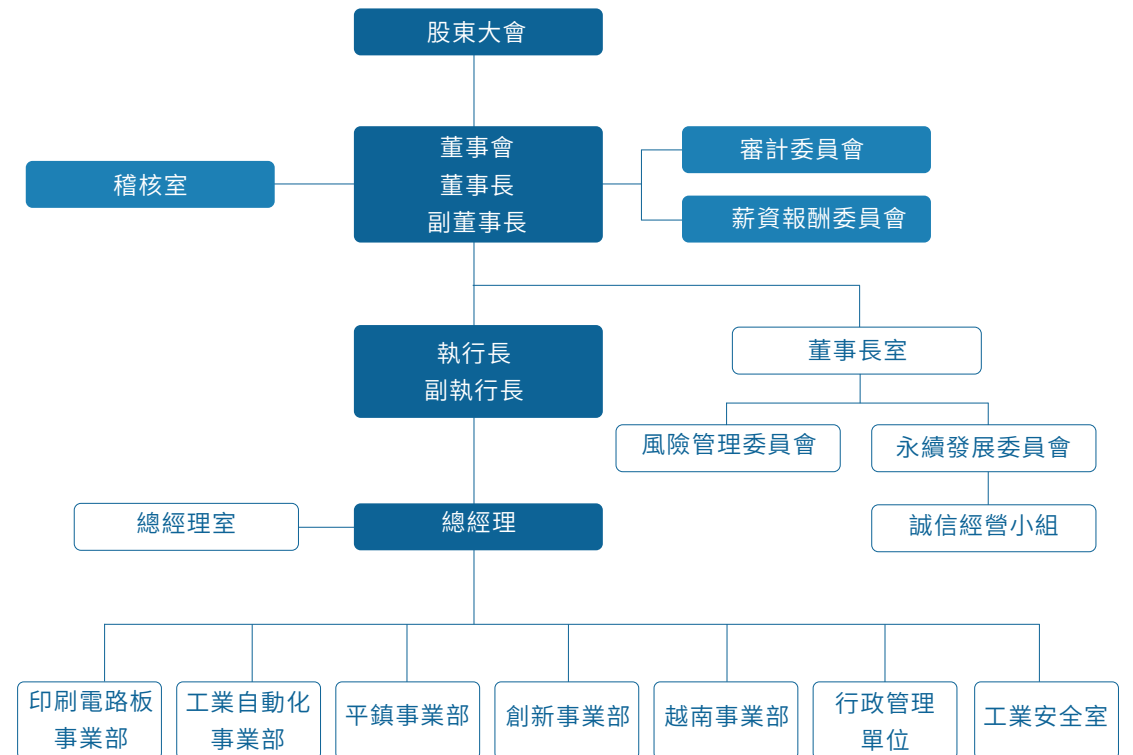 股東大會
董事會
董事長
副董事長
審計委員會
稽核室
薪資報酬委員會
執行長
副執行長
董事長室
風險管理委員會
永續發展委員會
總經理室
總經理
誠信經營小組
印刷電路板
事業部
工業自動化
事業部
平鎮事業部
創新事業部
越南事業部
行政管理
單位
工業安全室